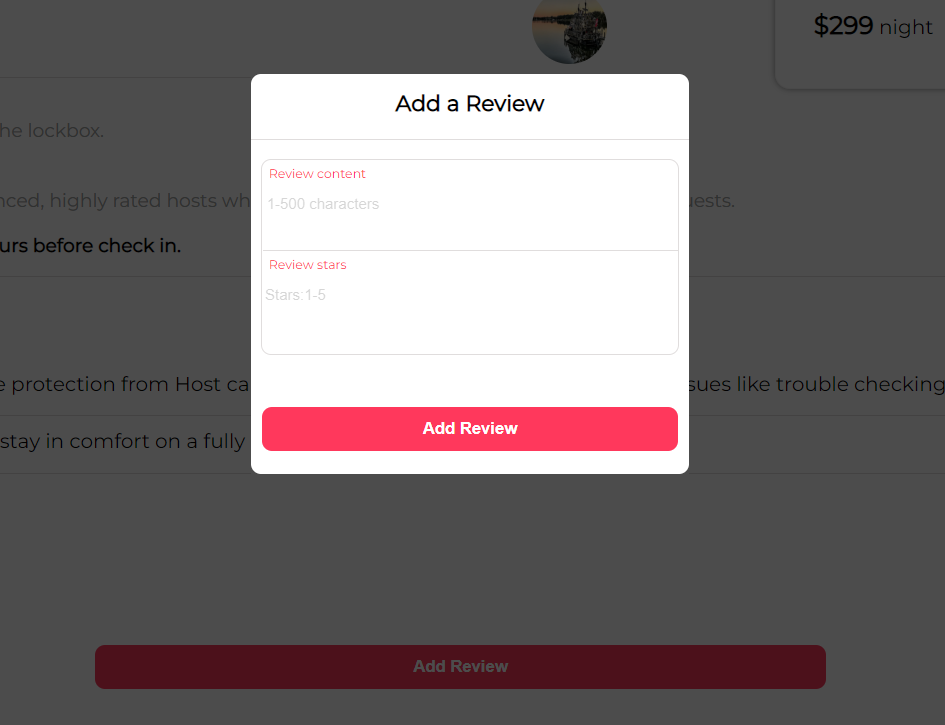 $299 night
Add a Review
he lockbox.
Review content
1-500 characters
nced, highly rated hosts wh
uests.
urs before check in.
Review stars
Stars:1-5
e protection from Host ca
sues like trouble checking
Add Review
stay in comfort on a fully
Add Review